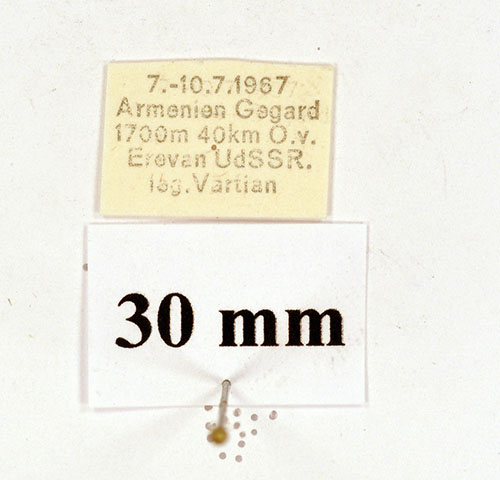 7.-10.7.1967
Armenien Gegard
1700m 40km O.v.
Erevan UdSSR.
leg. Vartian
30 mm